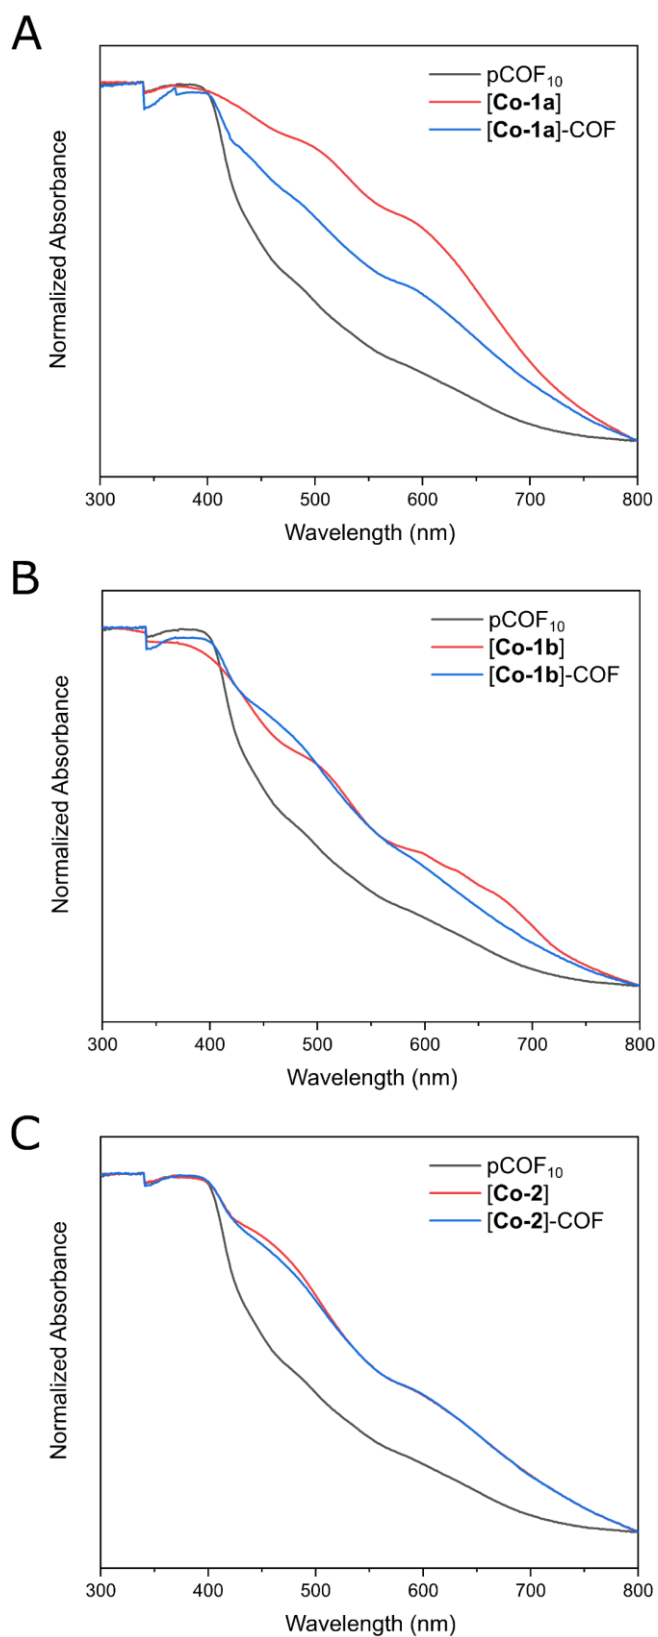 A
pCOF₁₀
[Co-1a]
[Co-1a]-COF
Normalized Absorbance
300 400 500 600 700 800
Wavelength (nm)
B
pCOF₁₀
[Co-1b]
[Co-1b]-COF
Normalized Absorbance
300 400 500 600 700 800
Wavelength (nm)
C
pCOF₁₀
[Co-2]
[Co-2]-COF
Normalized Absorbance
300 400 500 600 700 800
Wavelength (nm)